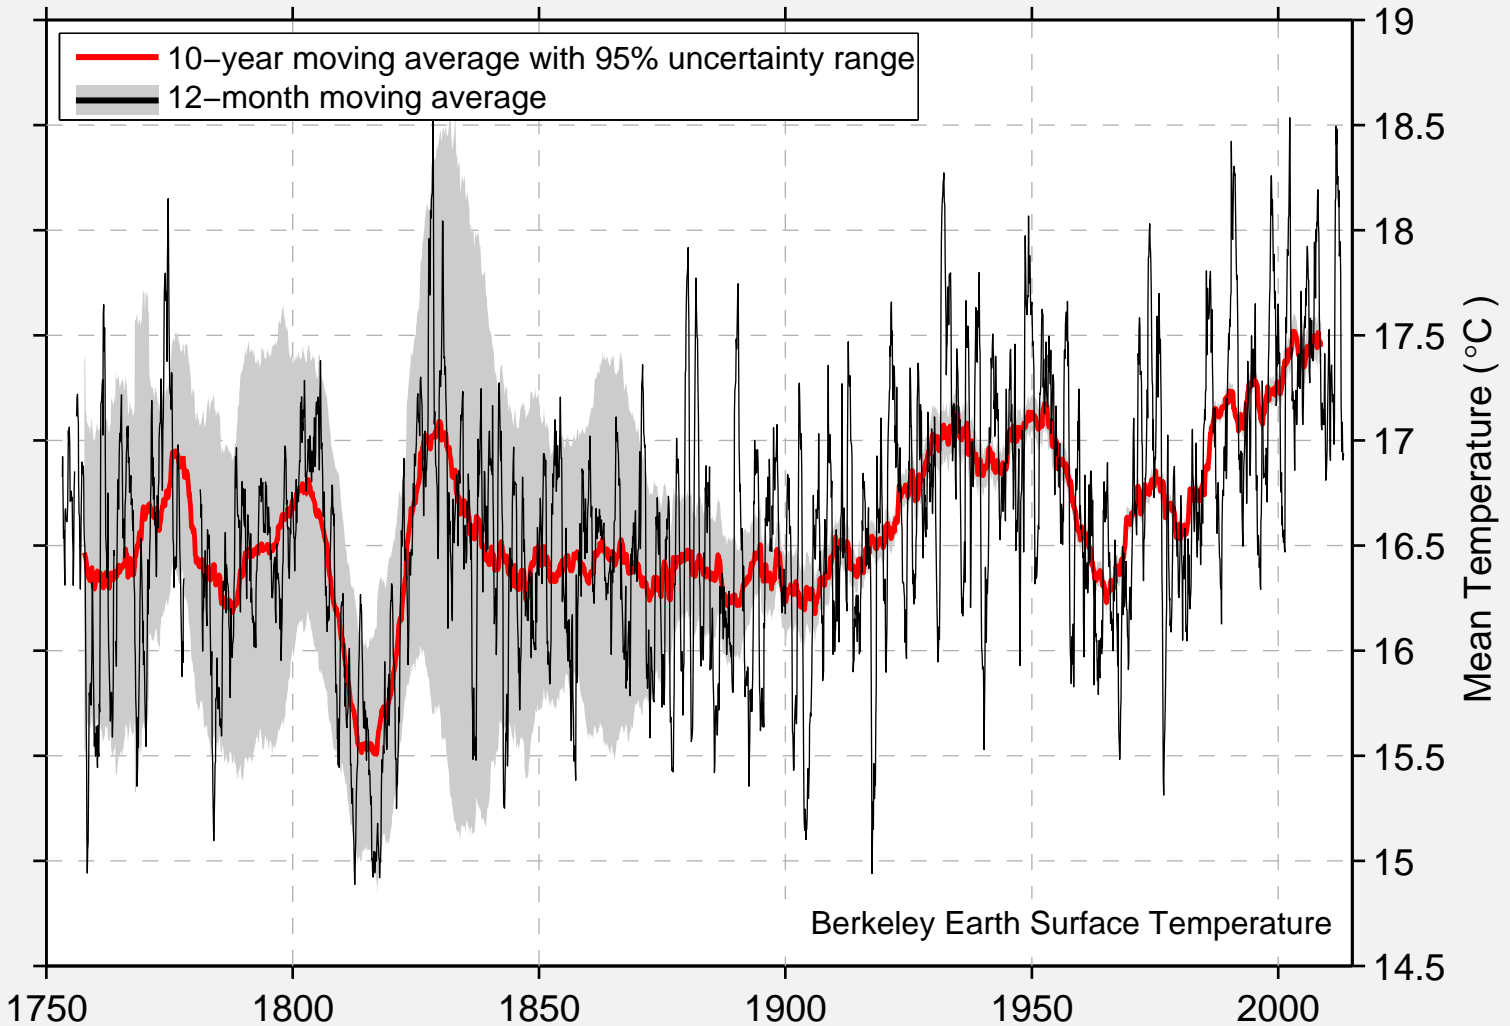 10−year moving average with 95% uncertainty range
12−month moving average
19
18.5
18
17.5
17
16.5
16
15.5
15
14.5
Mean Temperature (°C )
Berkeley Earth Surface Temperature
1750 1800 1850 1900 1950 2000